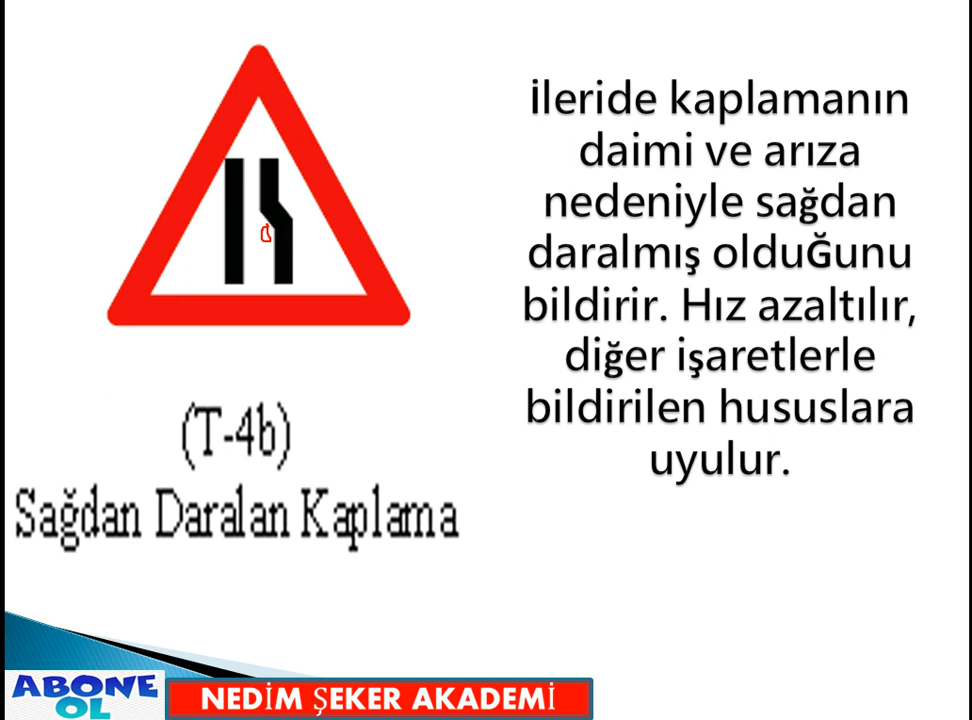 İleride kaplamanın
daimi ve arıza
nedeniyle sağdan
daralmış olduĞunu
bildirir. Hız azaltılır,
diğer işaretlerle
bildirilen hususlara
uyulur.
(T-4b)
Sağdan Daralan Kaplama
ABONE
OL
NEDİM ŞEKER AKADEMİ